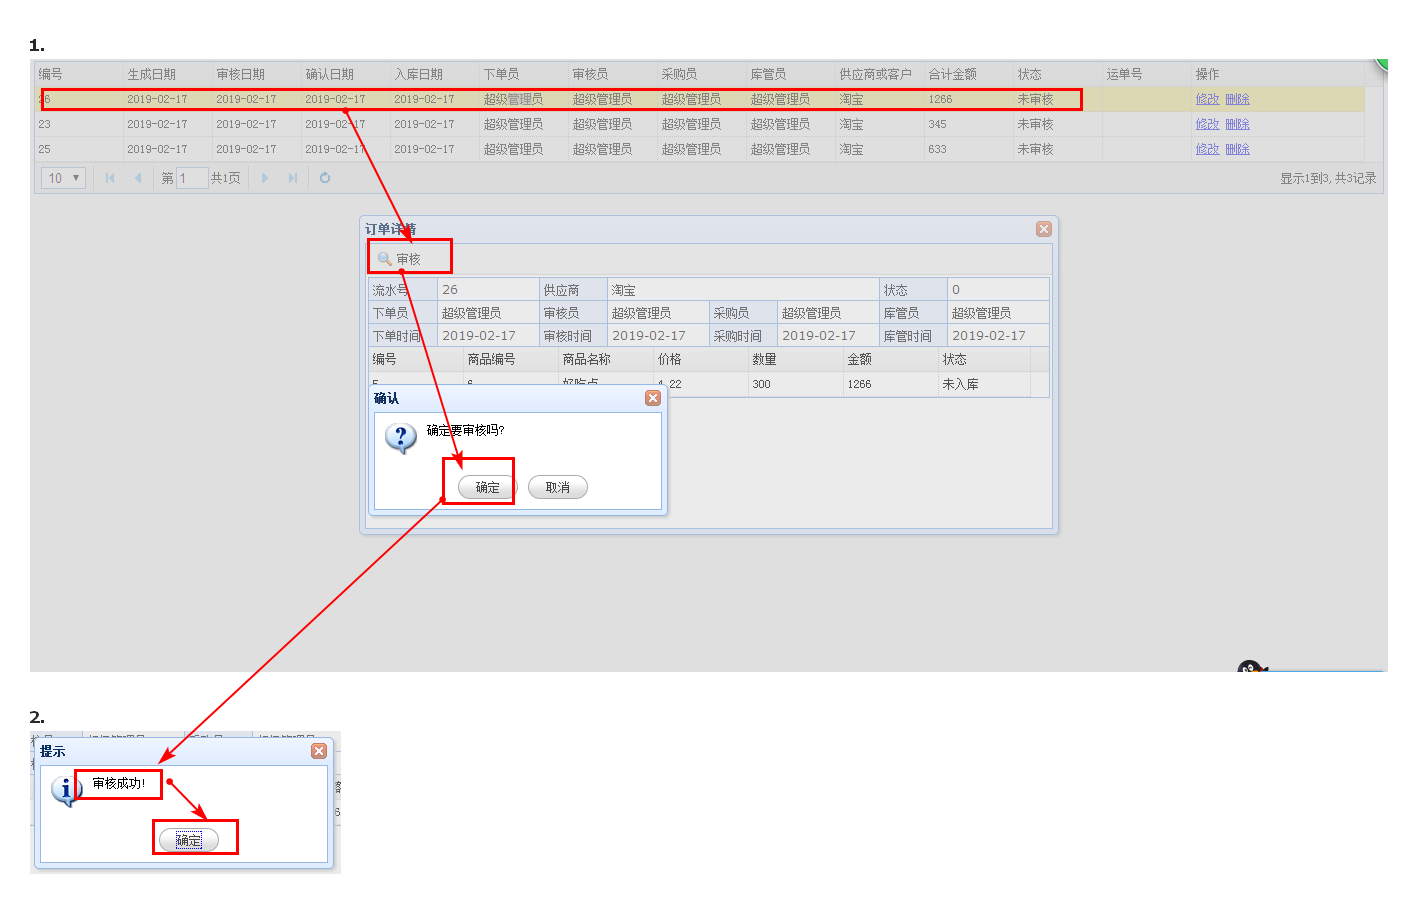 1.
编号 生成日期 审核日期 确认日期 入库日期 下单员 审核员 采购员 库管员 供应商或客户 合计金额 状态 运单号 操作
26 2019-02-17 2019-02-17 2019-02-17 2019-02-17 超级管理员 超级管理员 超级管理员 超级管理员 淘宝 1266 未审核 修改 删除
23 2019-02-17 2019-02-17 2019-02-17 2019-02-17 超级管理员 超级管理员 超级管理员 超级管理员 淘宝 345 未审核 修改 删除
25 2019-02-17 2019-02-17 2019-02-17 2019-02-17 超级管理员 超级管理员 超级管理员 超级管理员 淘宝 633 未审核 修改 删除
10 第 1 共1页 显示1到3, 共3记录
订单详情
审核
流水号 26 供应商 淘宝 状态 0
下单员 超级管理员 审核员 超级管理员 采购员 超级管理员 库管员 超级管理员
下单时间 2019-02-17 审核时间 2019-02-17 采购时间 2019-02-17 库管时间 2019-02-17
编号 商品编号 商品名称 价格 数量 金额 状态
5 6 好吃点 4.22 300 1266 未入库
确认
确定要审核吗?
确定 取消
2.
提示
审核成功!
确定